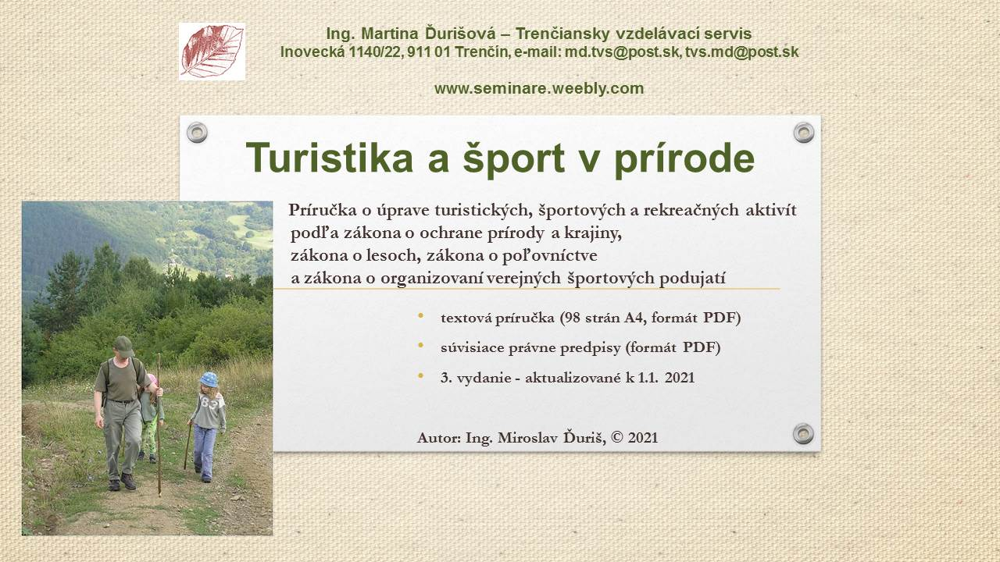 Ing. Martina Ďurišová – Trenčiansky vzdelávací servis
Inovecká 1140/22, 911 01 Trenčín, e-mail: md.tvs@post.sk, tvs.md@post.sk
www.seminare.weebly.com
Turistika a šport v prírode
Príručka o úprave turistických, športových a rekreačných aktivít
podľa zákona o ochrane prírody a krajiny,
zákona o lesoch, zákona o poľovníctve
a zákona o organizovaní verejných športových podujatí
• textová príručka (98 strán A4, formát PDF)
• súvisiace právne predpisy (formát PDF)
• 3. vydanie - aktualizované k 1.1. 2021
Autor: Ing. Miroslav Ďuriš, © 2021
83